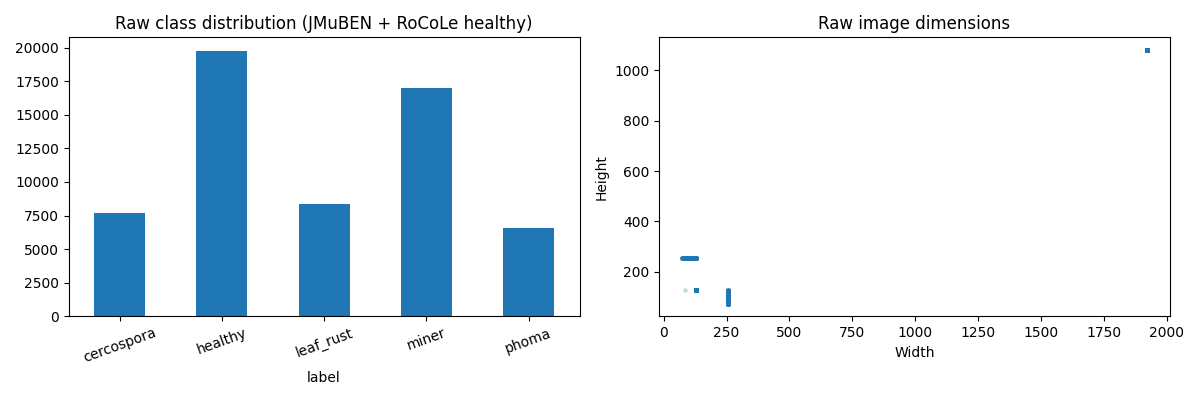 Raw class distribution (JMuBEN + RoCoLe healthy)
20000
17500
15000
12500
10000
7500
5000
2500
0
cercospora
healthy
leaf_rust
miner
phoma
label
Raw image dimensions
Height
1000
800
600
400
200
0
250
500
750
1000
1250
1500
1750
2000
Width